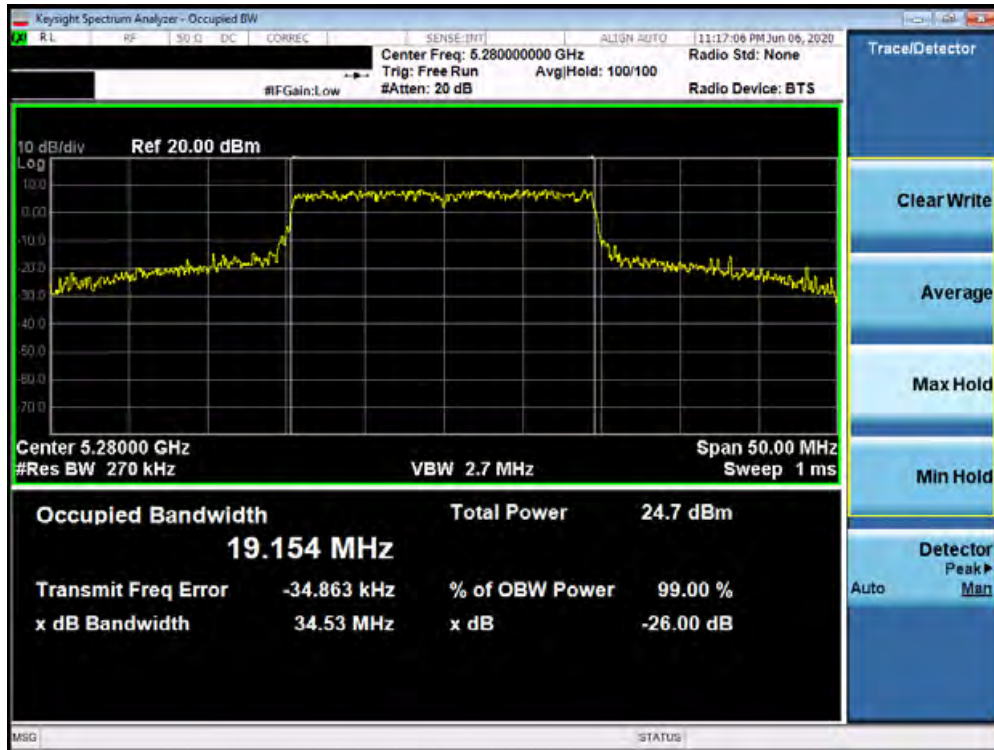 Keysight Spectrum Analyzer - Occupied BW
RL RF 50 Ω DC CORREC SENSE:INT ALIGN AUTO 11:17:06 PM Jun 06, 2020
Center Freq: 5.280000000 GHz Radio Std: None
Trig: Free Run Avg|Hold: 100/100
#IFGain:Low #Atten: 20 dB Radio Device: BTS
10 dB/div Ref 20.00 dBm
Log
10.0
0.00
-10.0
-20.0
-30.0
-40.0
-50.0
-60.0
-70.0
Center 5.28000 GHz Span 50.00 MHz
#Res BW 270 kHz VBW 2.7 MHz Sweep 1 ms
Occupied Bandwidth Total Power 24.7 dBm
19.154 MHz
Transmit Freq Error -34.863 kHz % of OBW Power 99.00 %
x dB Bandwidth 34.53 MHz x dB -26.00 dB
MSG STATUS
Trace/Detector
Clear Write
Average
Max Hold
Min Hold
Detector
Peak▶
Auto Man